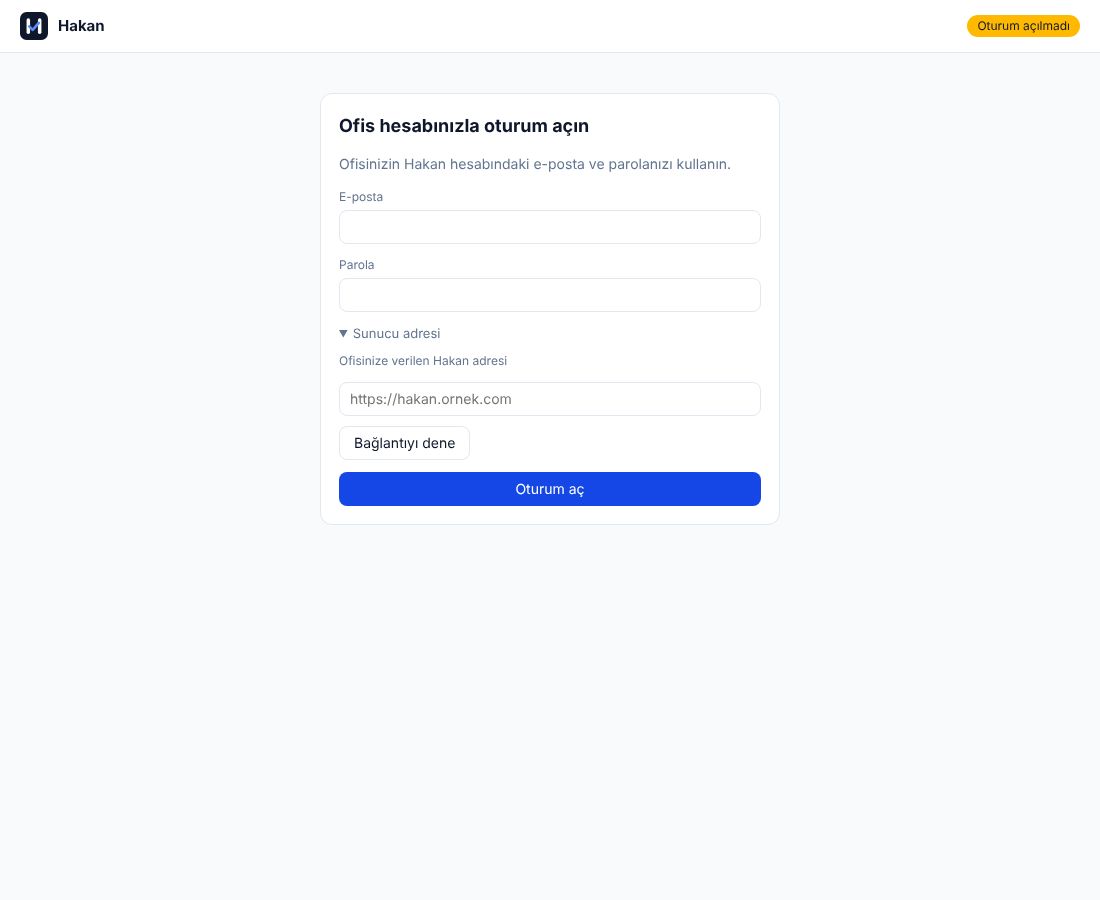 Hakan
Oturum açılmadı
Ofis hesabınızla oturum açın
Ofisinizin Hakan hesabındaki e-posta ve parolanızı kullanın.
E-posta
Parola
▼ Sunucu adresi
Ofisinize verilen Hakan adresi
https://hakan.ornek.com
Bağlantıyı dene
Oturum aç